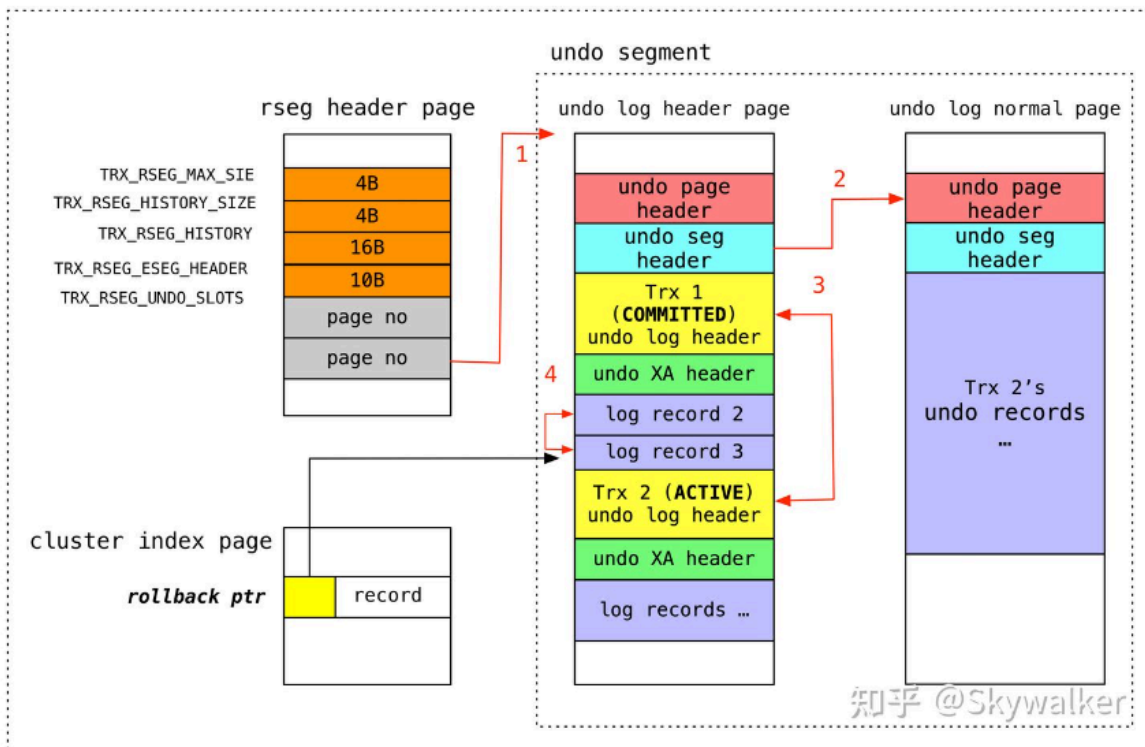 undo segment
rseg header page
undo log header page
undo log normal page
TRX_RSEG_MAX_SIE
4B
TRX_RSEG_HISTORY_SIZE
4B
TRX_RSEG_HISTORY
16B
TRX_RSEG_ESEG_HEADER
10B
TRX_RSEG_UNDO_SLOTS
page no
page no
1
undo page
header
undo seg
header
Trx 1
(COMMITTED)
undo log header
undo XA header
log record 2
log record 3
Trx 2 (ACTIVE)
undo log header
undo XA header
log records …
2
3
4
undo page
header
undo seg
header
Trx 2's
undo records
…
cluster index page
rollback ptr
record
知乎 @Skywalker